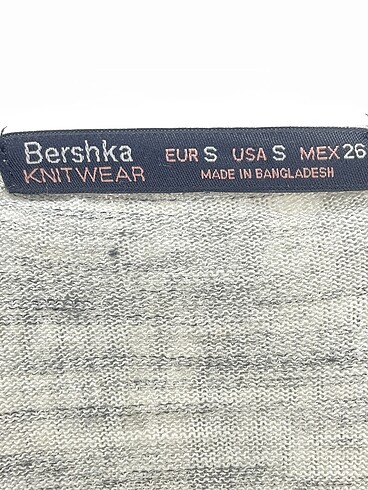 Bershka EUR S USA S MEX 26
KNITWEAR MADE IN BANGLADESH